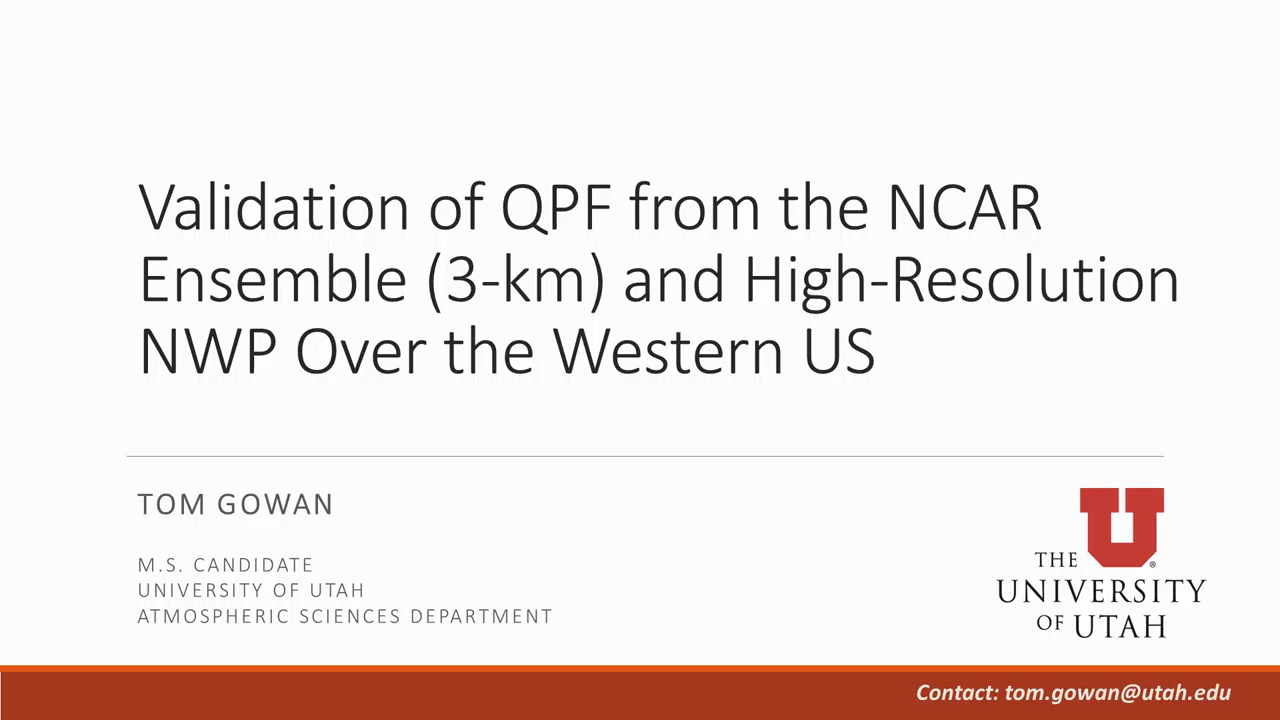 Validation of QPF from the NCAR
Ensemble (3-km) and High-Resolution
NWP Over the Western US
TOM GOWAN
M.S. CANDIDATE
UNIVERSITY OF UTAH
ATMOSPHERIC SCIENCES DEPARTMENT
U
®
THE
UNIVERSITY
OF UTAH
Contact: tom.gowan@utah.edu